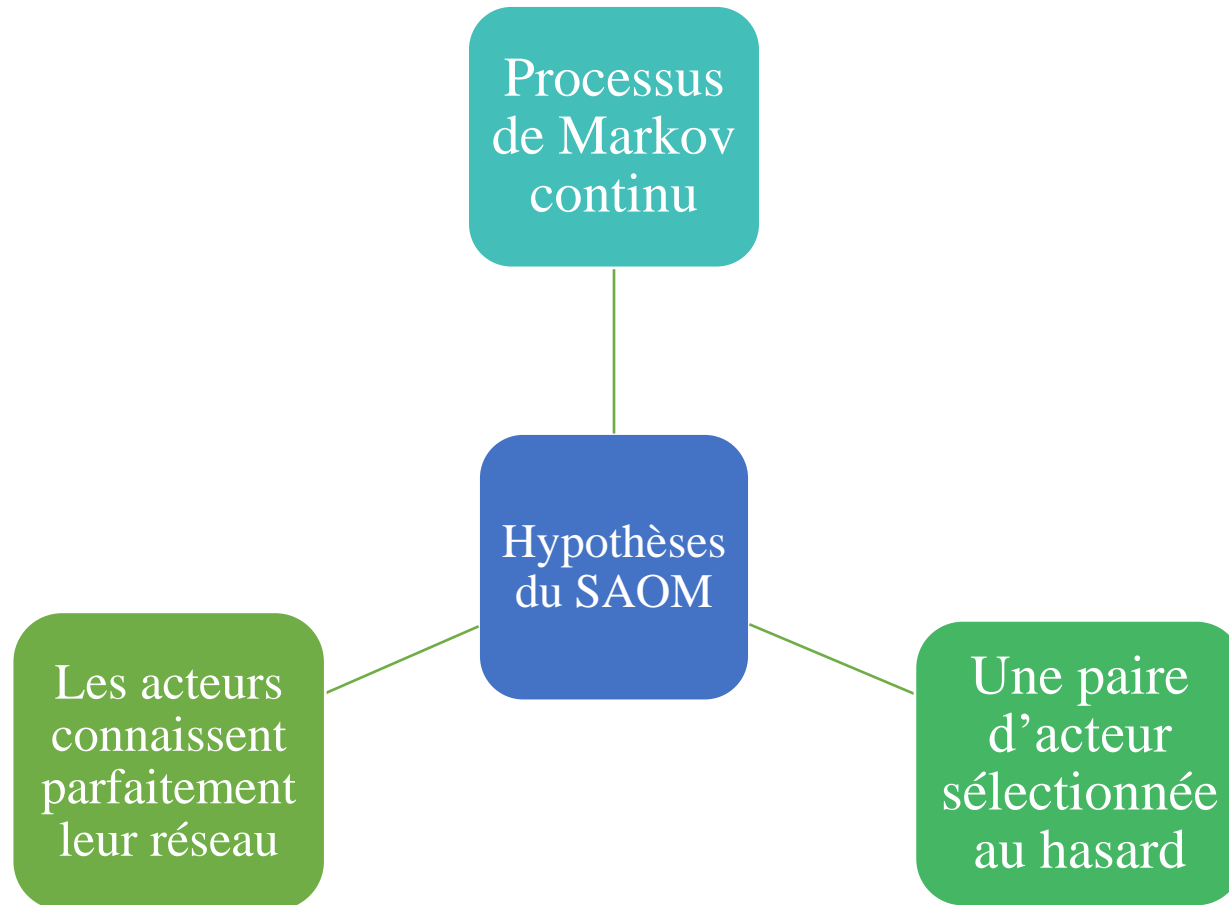 Processus
de Markov
continu
Hypothèses
du SAOM
Les acteurs
connaissent
parfaitement
leur réseau
Une paire
d’acteur
sélectionnée
au hasard